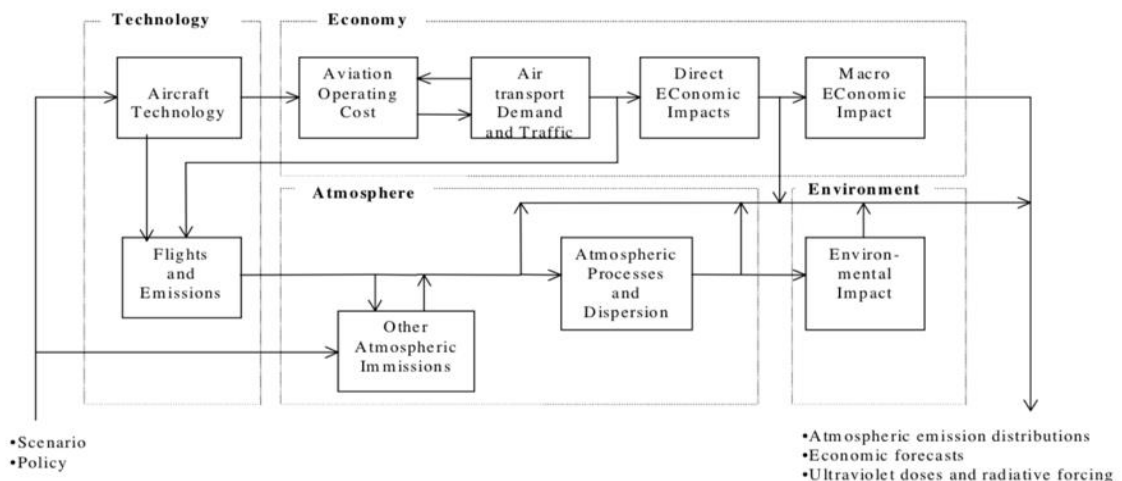 Technology
Economy
Aircraft
Technology
Aviation
Operating
Cost
Air
transport
Demand
and Traffic
Direct
EConomic
Impacts
Macro
EConomic
Impact
Atmosphere
Environment
Flights
and
Emissions
Other
Atmospheric
Immissions
Atmospheric
Processes
and
Dispersion
Environ-
mental
Impact
•Scenario
•Policy
•Atmospheric emission distributions
•Economic forecasts
•Ultraviolet doses and radiative forcing